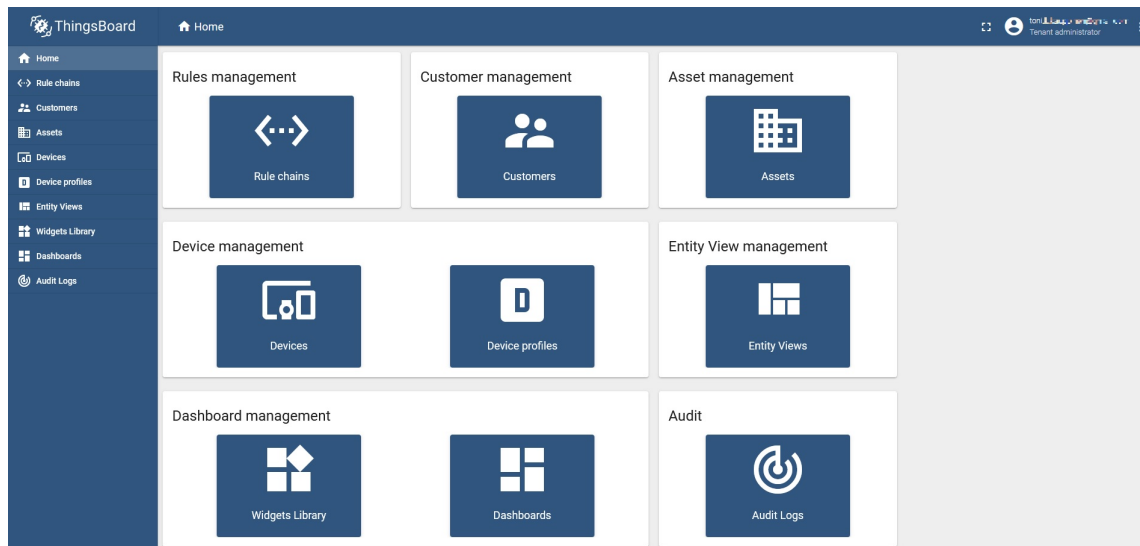 ThingsBoard
Home
Tenant administrator
Home
Rule chains
Customers
Assets
Devices
Device profiles
Entity Views
Widgets Library
Dashboards
Audit Logs
Rules management
Customer management
Asset management
Rule chains
Customers
Assets
Device management
Entity View management
D
Devices
Device profiles
Entity Views
Dashboard management
Audit
Widgets Library
Dashboards
Audit Logs